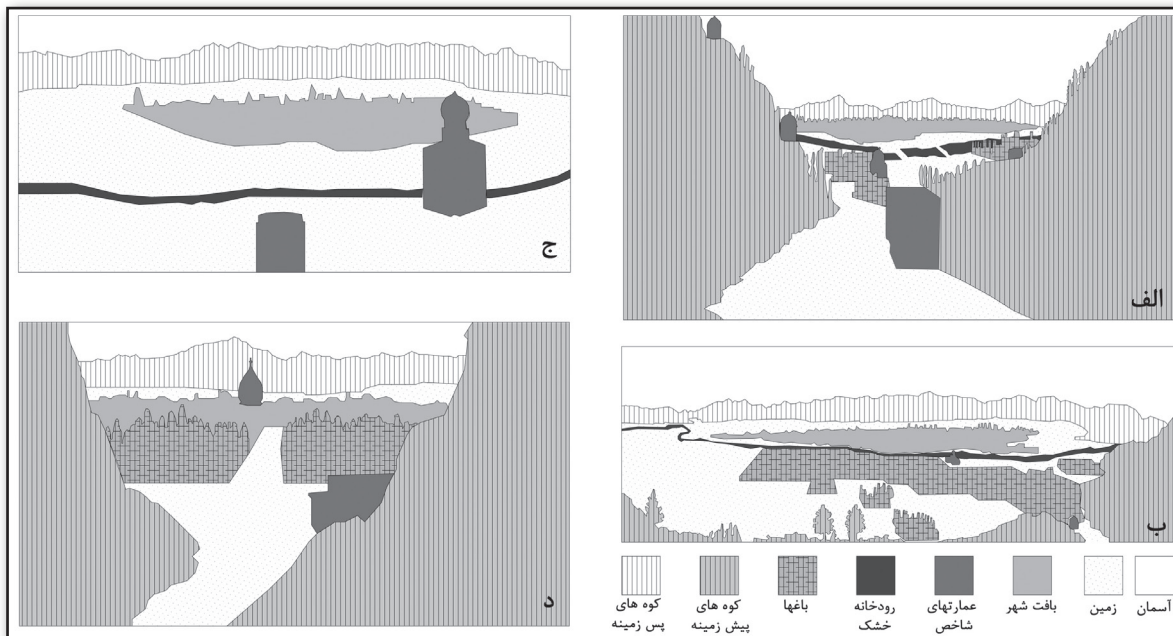 الف
ب
ج
د
آسمان
زمین
بافت شهر
عمارتهای
شاخص
رودخانه
خشک
باغها
کوه های
پیش زمینه
کوه های
پس زمینه